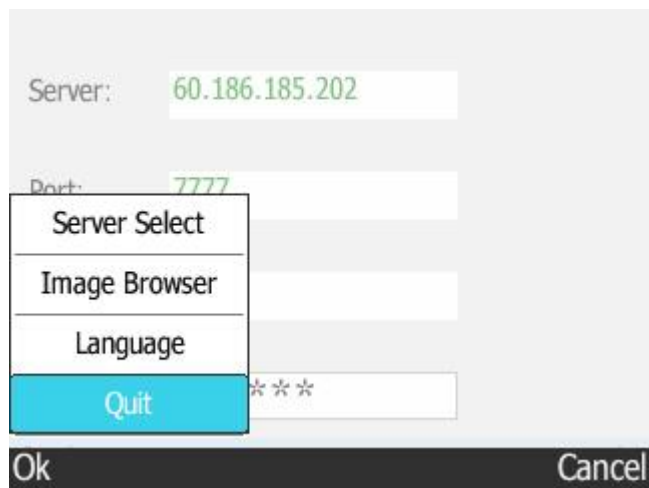 Server: 60.186.185.202
Port: 7777
Server Select
Image Browser
Language
Quit
***
Ok Cancel